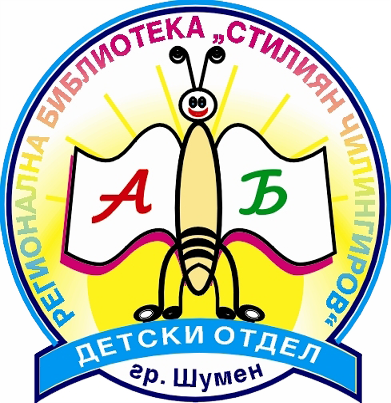 РЕГИОНАЛНА БИБЛИОТЕКА „СТИЛИЯН ЧИЛИНГИРОВ“
А Б
ДЕТСКИ ОТДЕЛ
гр. Шумен